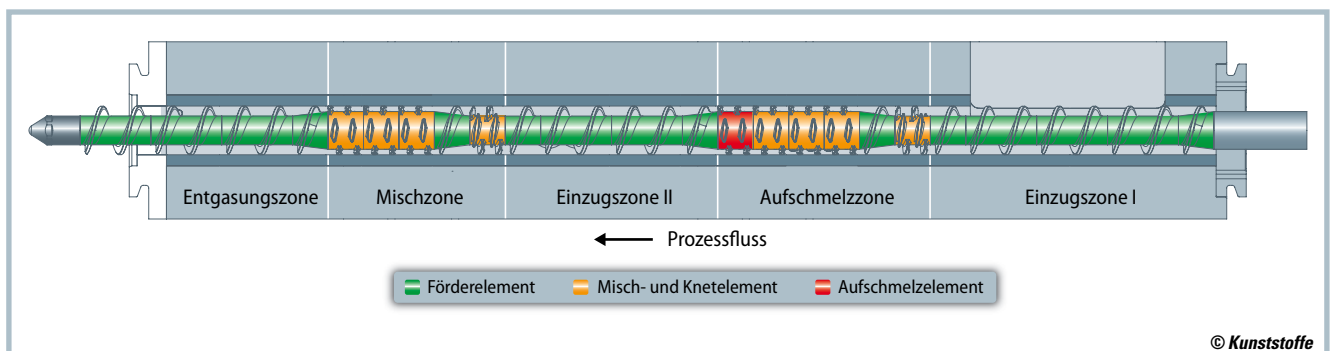 Entgasungszone Mischzone Einzugszone II Aufschmelzzone Einzugszone I
Prozessfluss
Förderelement Misch- und Knetelement Aufschmelzelement
© Kunststoffe